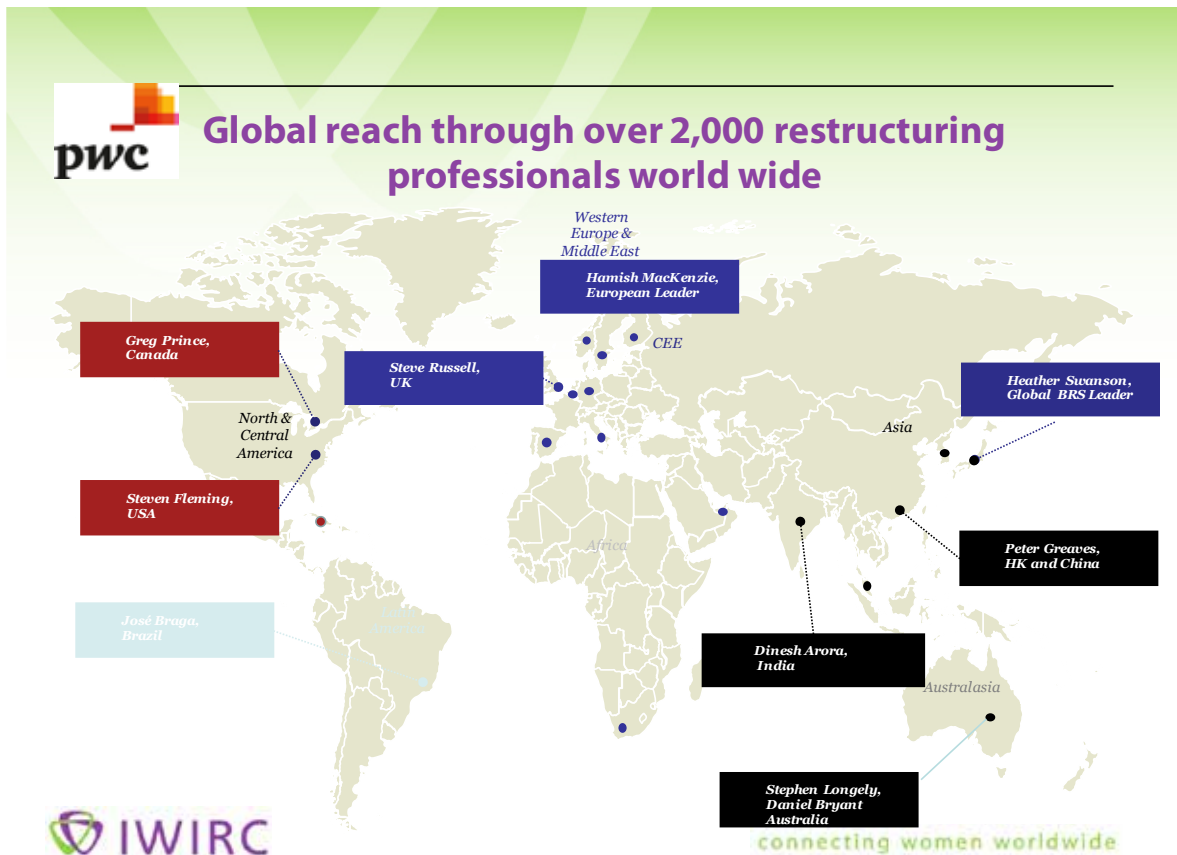 pwc
Global reach through over 2,000 restructuring
professionals world wide
Western
Europe &
Middle East
Hamish MacKenzie,
European Leader
Greg Prince,
Canada
CEE
Steve Russell,
UK
Heather Swanson,
Global BRS Leader
North &
Central
America
Asia
Steven Fleming,
USA
Africa
Peter Greaves,
HK and China
José Braga,
Brazil
South
America
Dinesh Arora,
India
Australasia
Stephen Longely,
Daniel Bryant
Australia
IWIRC
connecting women worldwide